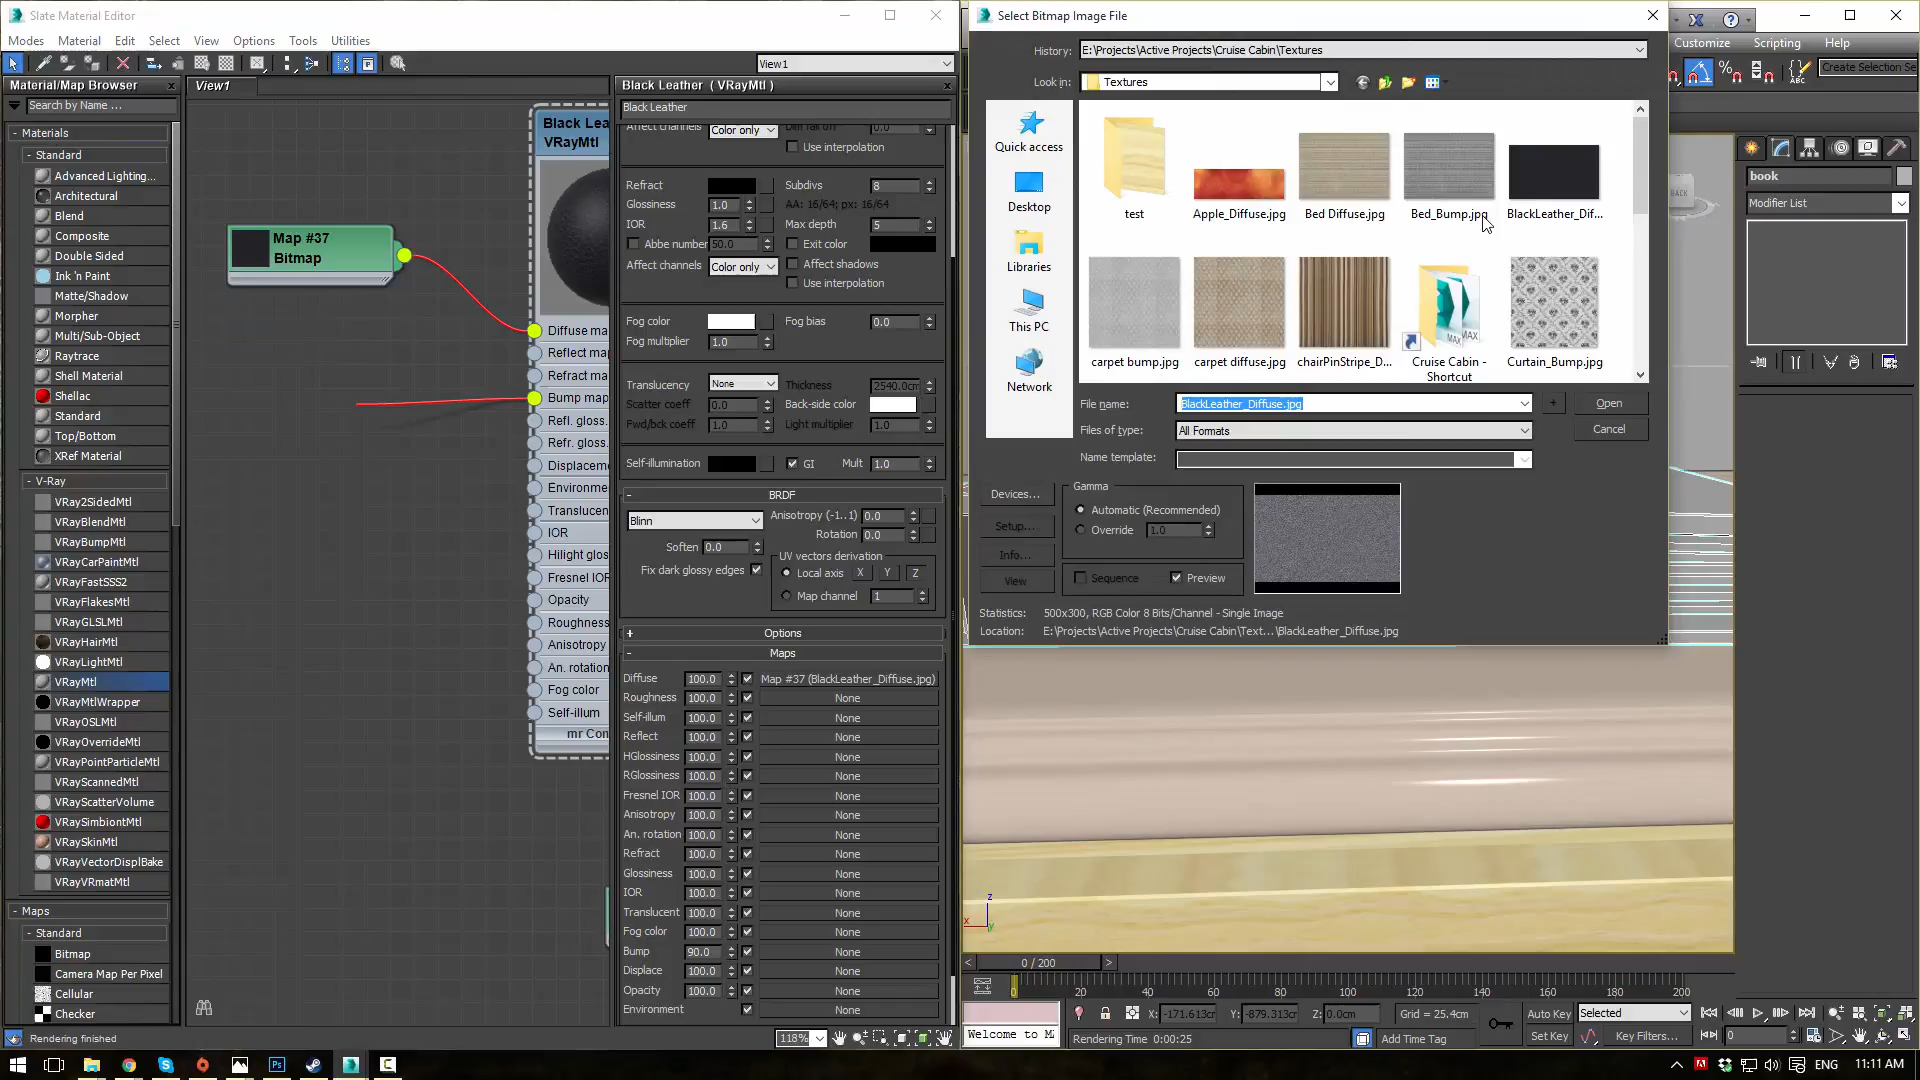 Slate Material Editor
Modes Material Edit Select View Options Tools Utilities
View1
Material/Map Browser
Search by Name ...
- Materials
- Standard
Advanced Lighting...
Architectural
Blend
Composite
Double Sided
Ink 'n Paint
Matte/Shadow
Morpher
Multi/Sub-Object
Raytrace
Shell Material
Shellac
Standard
Top/Bottom
XRef Material
- V-Ray
VRay2SidedMtl
VRayBlendMtl
VRayBumpMtl
VRayCarPaintMtl
VRayFastSSS2
VRayFlakesMtl
VRayGLSLMtl
VRayHairMtl
VRayLightMtl
VRayMtl
VRayMtlWrapper
VRayOSLMtl
VRayOverrideMtl
VRayPointParticleMtl
VRayScannedMtl
VRayScatterVolume
VRaySimbiontMtl
VRaySkinMtl
VRayVectorDisplBake
VRayVRmatMtl
- Maps
- Standard
Bitmap
Camera Map Per Pixel
Cellular
Checker
Rendering finished
View1
Map #37
Bitmap
Black Lea
VRayMtl
Diffuse ma
Reflect ma
Refract ma
Bump map
Refl. gloss.
Refr. gloss.
Displaceme
Environme
Translucen
IOR
Hilight glos
Fresnel IOR
Opacity
Roughness
Anisotropy
An. rotation
Fog color
Self-illum
mr Con
118%
Black Leather ( VRayMtl )
Black Leather
Affect channels Color only Dim fall off 0.0
Use interpolation
Refract Subdivs 8
Glossiness 1.0 AA: 16/64; px: 16/64
IOR 1.6 Max depth 5
Abbe number 50.0 Exit color
Affect channels Color only Affect shadows
Use interpolation
Fog color Fog bias 0.0
Fog multiplier 1.0
Translucency None Thickness 2540.0cm
Scatter coeff 0.0 Back-side color
Fwd/bck coeff 1.0 Light multiplier 1.0
Self-illumination GI Mult 1.0
- BRDF
Blinn Anisotropy (-1..1) 0.0
Rotation 0.0
Soften 0.0 UV vectors derivation
Fix dark glossy edges Local axis X Y Z
Map channel 1
+ Options
- Maps
Diffuse 100.0 Map #37 (BlackLeather_Diffuse.jpg)
Roughness 100.0 None
Self-illum 100.0 None
Reflect 100.0 None
HGlossiness 100.0 None
RGlossiness 100.0 None
Fresnel IOR 100.0 None
Anisotropy 100.0 None
An. rotation 100.0 None
Refract 100.0 None
Glossiness 100.0 None
IOR 100.0 None
Translucent 100.0 None
Fog color 100.0 None
Bump 90.0 None
Displace 100.0 None
Opacity 100.0 None
Environment None
Select Bitmap Image File
History: E:\Projects\Active Projects\Cruise Cabin\Textures
Look in: Textures
Quick access
Desktop
Libraries
This PC
Network
test Apple_Diffuse.jpg Bed Diffuse.jpg Bed_Bump.jpg BlackLeather_Dif...
carpet bump.jpg carpet diffuse.jpg chairPinStripe_D... Cruise Cabin - Curtain_Bump.jpg
Shortcut
File name: BlackLeather_Diffuse.jpg + Open
Files of type: All Formats Cancel
Name template:
Devices...
Setup...
Info...
View
Gamma
Automatic (Recommended)
Override 1.0
Sequence Preview
Statistics: 500x300, RGB Color 8 Bits/Channel - Single Image
Location: E:\Projects\Active Projects\Cruise Cabin\Text...\BlackLeather_Diffuse.jpg
Customize Scripting Help
Create Selection Se
BACK
book
Modifier List
z
x
y
0 / 200
0 20 40 60 80 100 120 140 160 180 200
X: -171.613cm Y: -879.313cm Z: 0.0cm Grid = 25.4cm Auto Key Selected
Welcome to M Rendering Time 0:00:25 Add Time Tag Set Key Key Filters... 0
ENG 11:11 AM